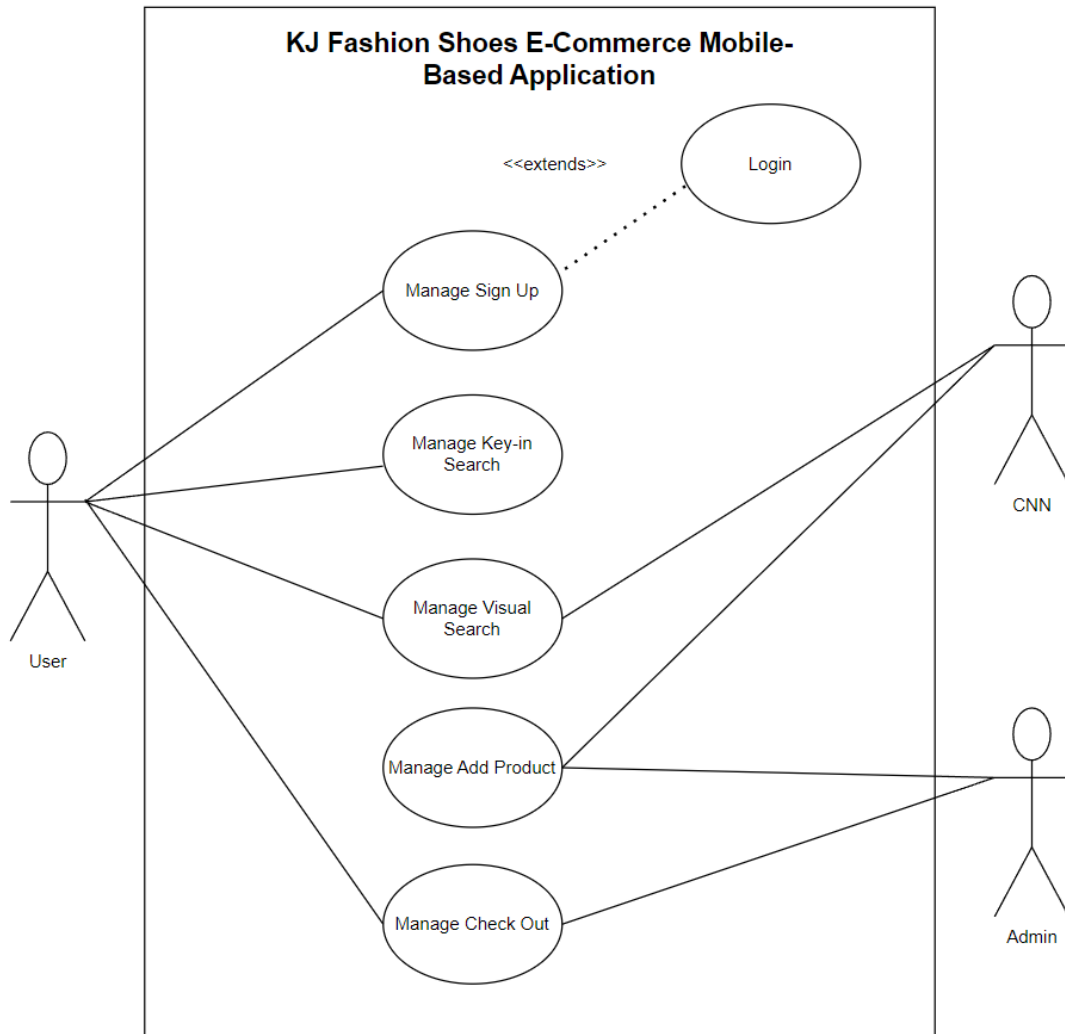 KJ Fashion Shoes E-Commerce Mobile-
Based Application
<<extends>>
Login
Manage Sign Up
Manage Key-in
Search
CNN
Manage Visual
Search
User
Manage Add Product
Manage Check Out
Admin